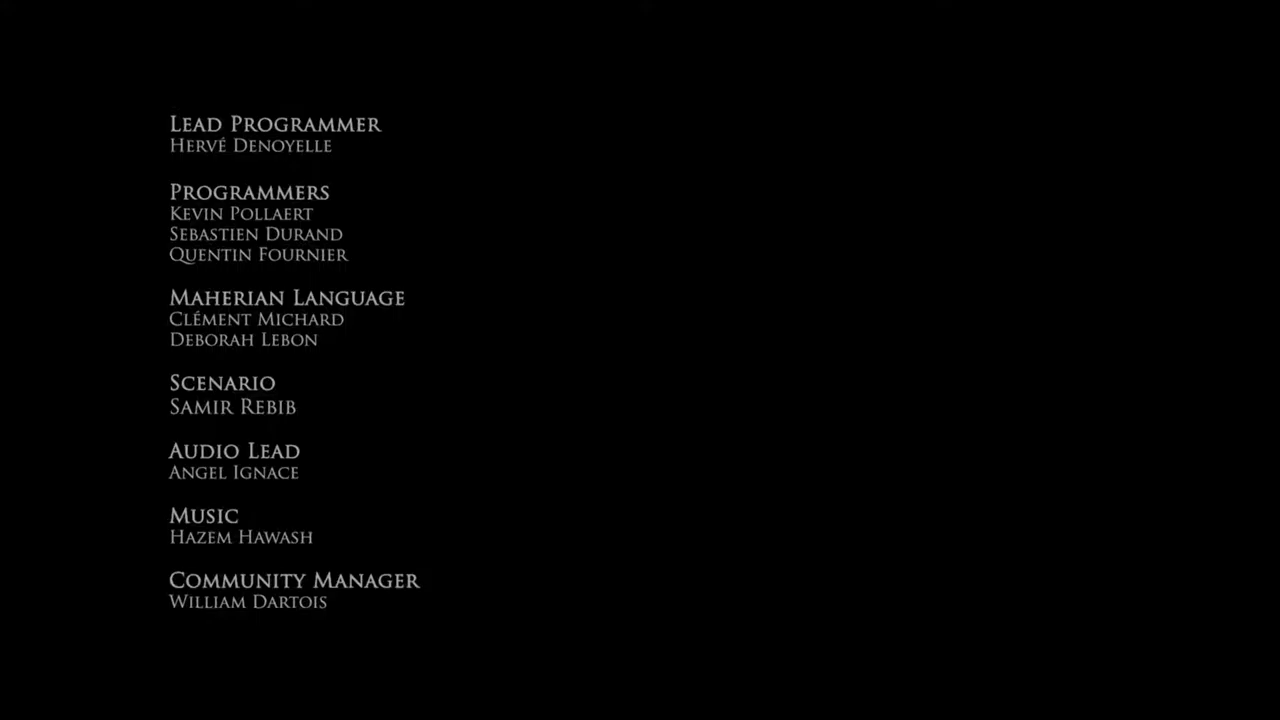 Lead Programmer
Hervé Denoyelle
Programmers
Kevin Pollaert
Sebastien Durand
Quentin Fournier
Maherian Language
Clément Michard
Deborah Lebon
Scenario
Samir Rebib
Audio Lead
Angel Ignace
Music
Hazem Hawash
Community Manager
William Dartois